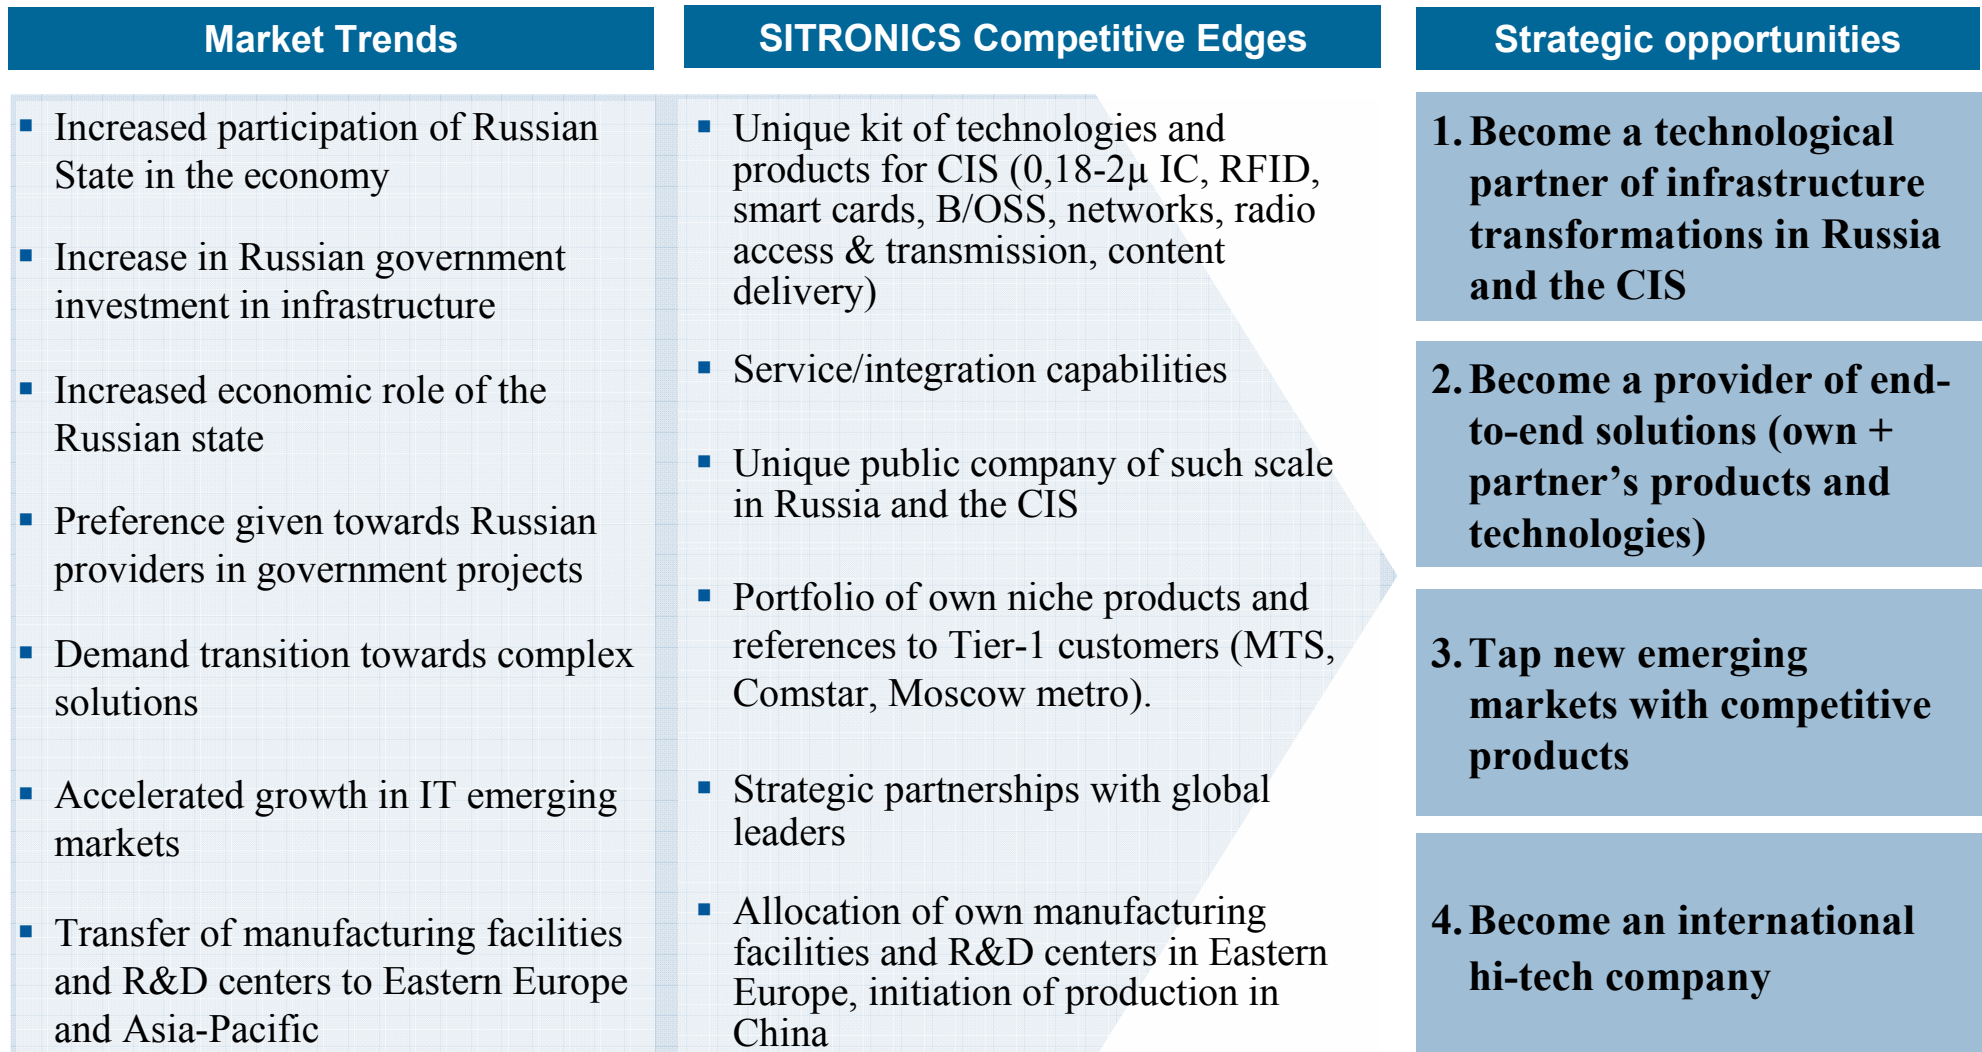 Market Trends
Increased participation of Russian
State in the economy
Increase in Russian government
investment in infrastructure
Increased economic role of the
Russian state
Preference given towards Russian
providers in government projects
Demand transition towards complex
solutions
Accelerated growth in IT emerging
markets
Transfer of manufacturing facilities
and R&D centers to Eastern Europe
and Asia-Pacific
SITRONICS Competitive Edges
Unique kit of technologies and
products for CIS (0,18-2µ IC, RFID,
smart cards, B/OSS, networks, radio
access & transmission, content
delivery)
Service/integration capabilities
Unique public company of such scale
in Russia and the CIS
Portfolio of own niche products and
references to Tier-1 customers (MTS,
Comstar, Moscow metro).
Strategic partnerships with global
leaders
Allocation of own manufacturing
facilities and R&D centers in Eastern
Europe, initiation of production in
China
Strategic opportunities
1. Become a technological
partner of infrastructure
transformations in Russia
and the CIS
2. Become a provider of end-
to-end solutions (own +
partner’s products and
technologies)
3. Tap new emerging
markets with competitive
products
4. Become an international
hi-tech company